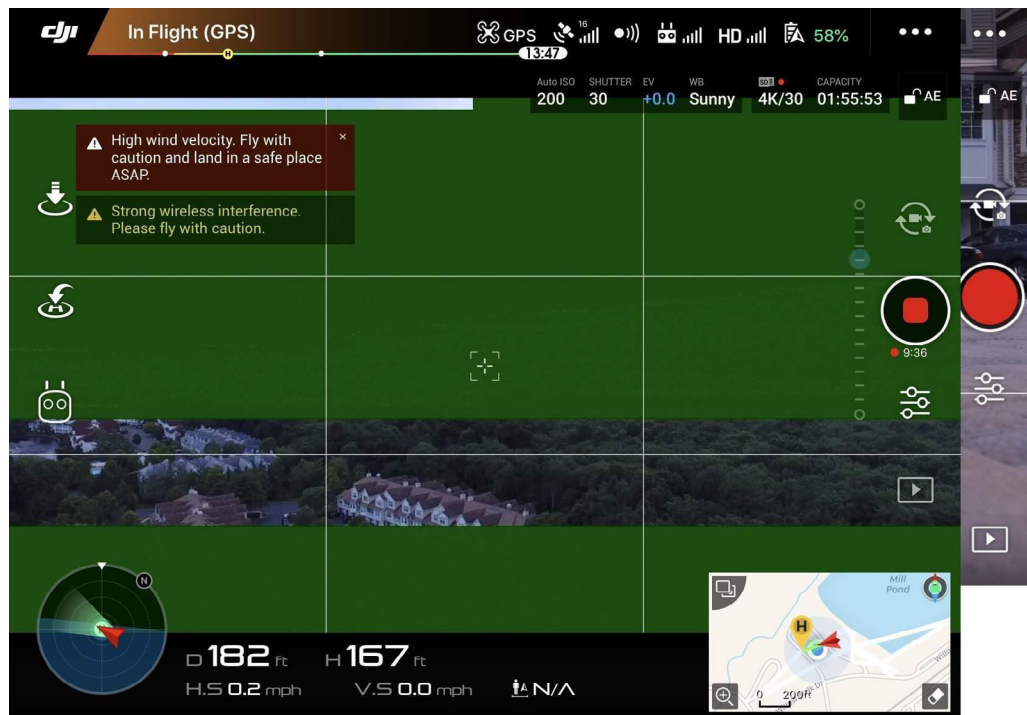 dji
In Flight (GPS)
GPS
16
HD
58%
13:47
Auto ISO
200
SHUTTER
30
EV
+0.0
WB
Sunny
SD
4K/30
CAPACITY
01:55:53
AE
AE
High wind velocity. Fly with
caution and land in a safe place
ASAP.
Strong wireless interference.
Please fly with caution.
H
9:36
N
D 182 FT
H 167 FT
H.S 0.2 mph
V.S 0.0 mph
N/A
Mill
Pond
H
0 200ft